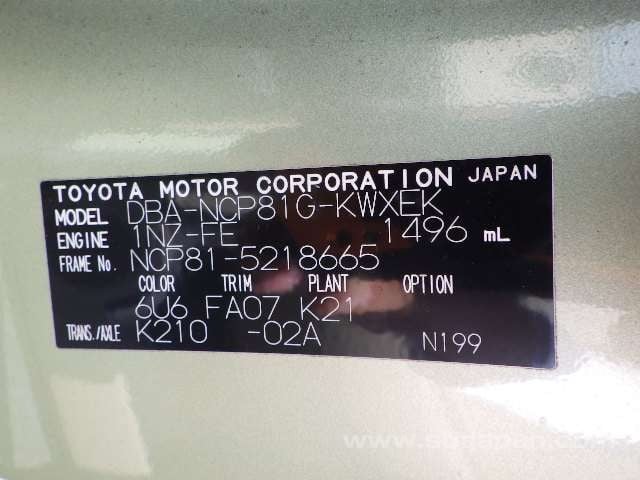 TOYOTA MOTOR CORPORATION JAPAN
MODEL DBA-NCP81G-KWXEK
ENGINE 1NZ-FE 1496 mL
FRAME No. NCP81-5218665
COLOR TRIM PLANT OPTION
6U6 FA07 K21
TRANS./AXLE K210 -02A N199